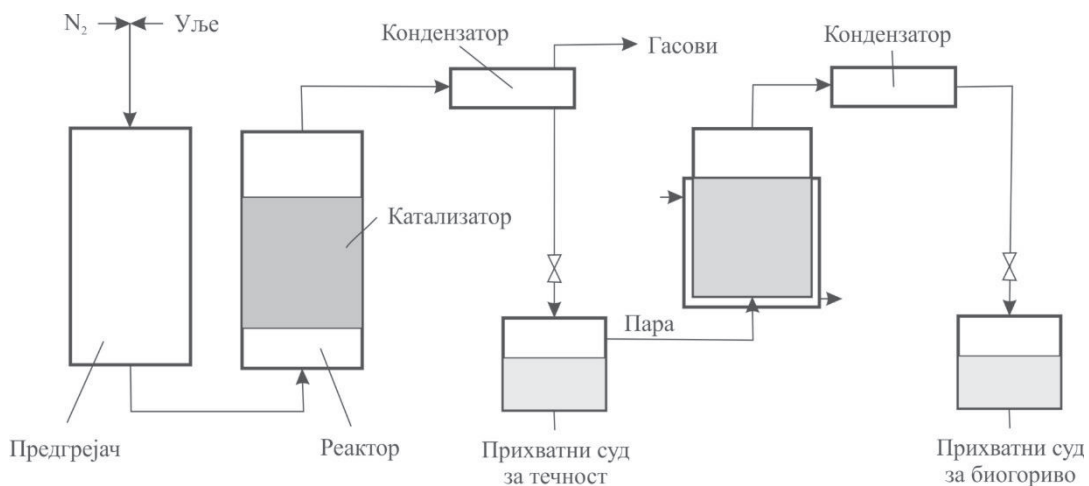 N₂
Уље
Кондензатор
Гасови
Кондензатор
Катализатор
Пара
Предгрејач
Реактор
Прихватни суд
за течност
Прихватни суд
за биогориво